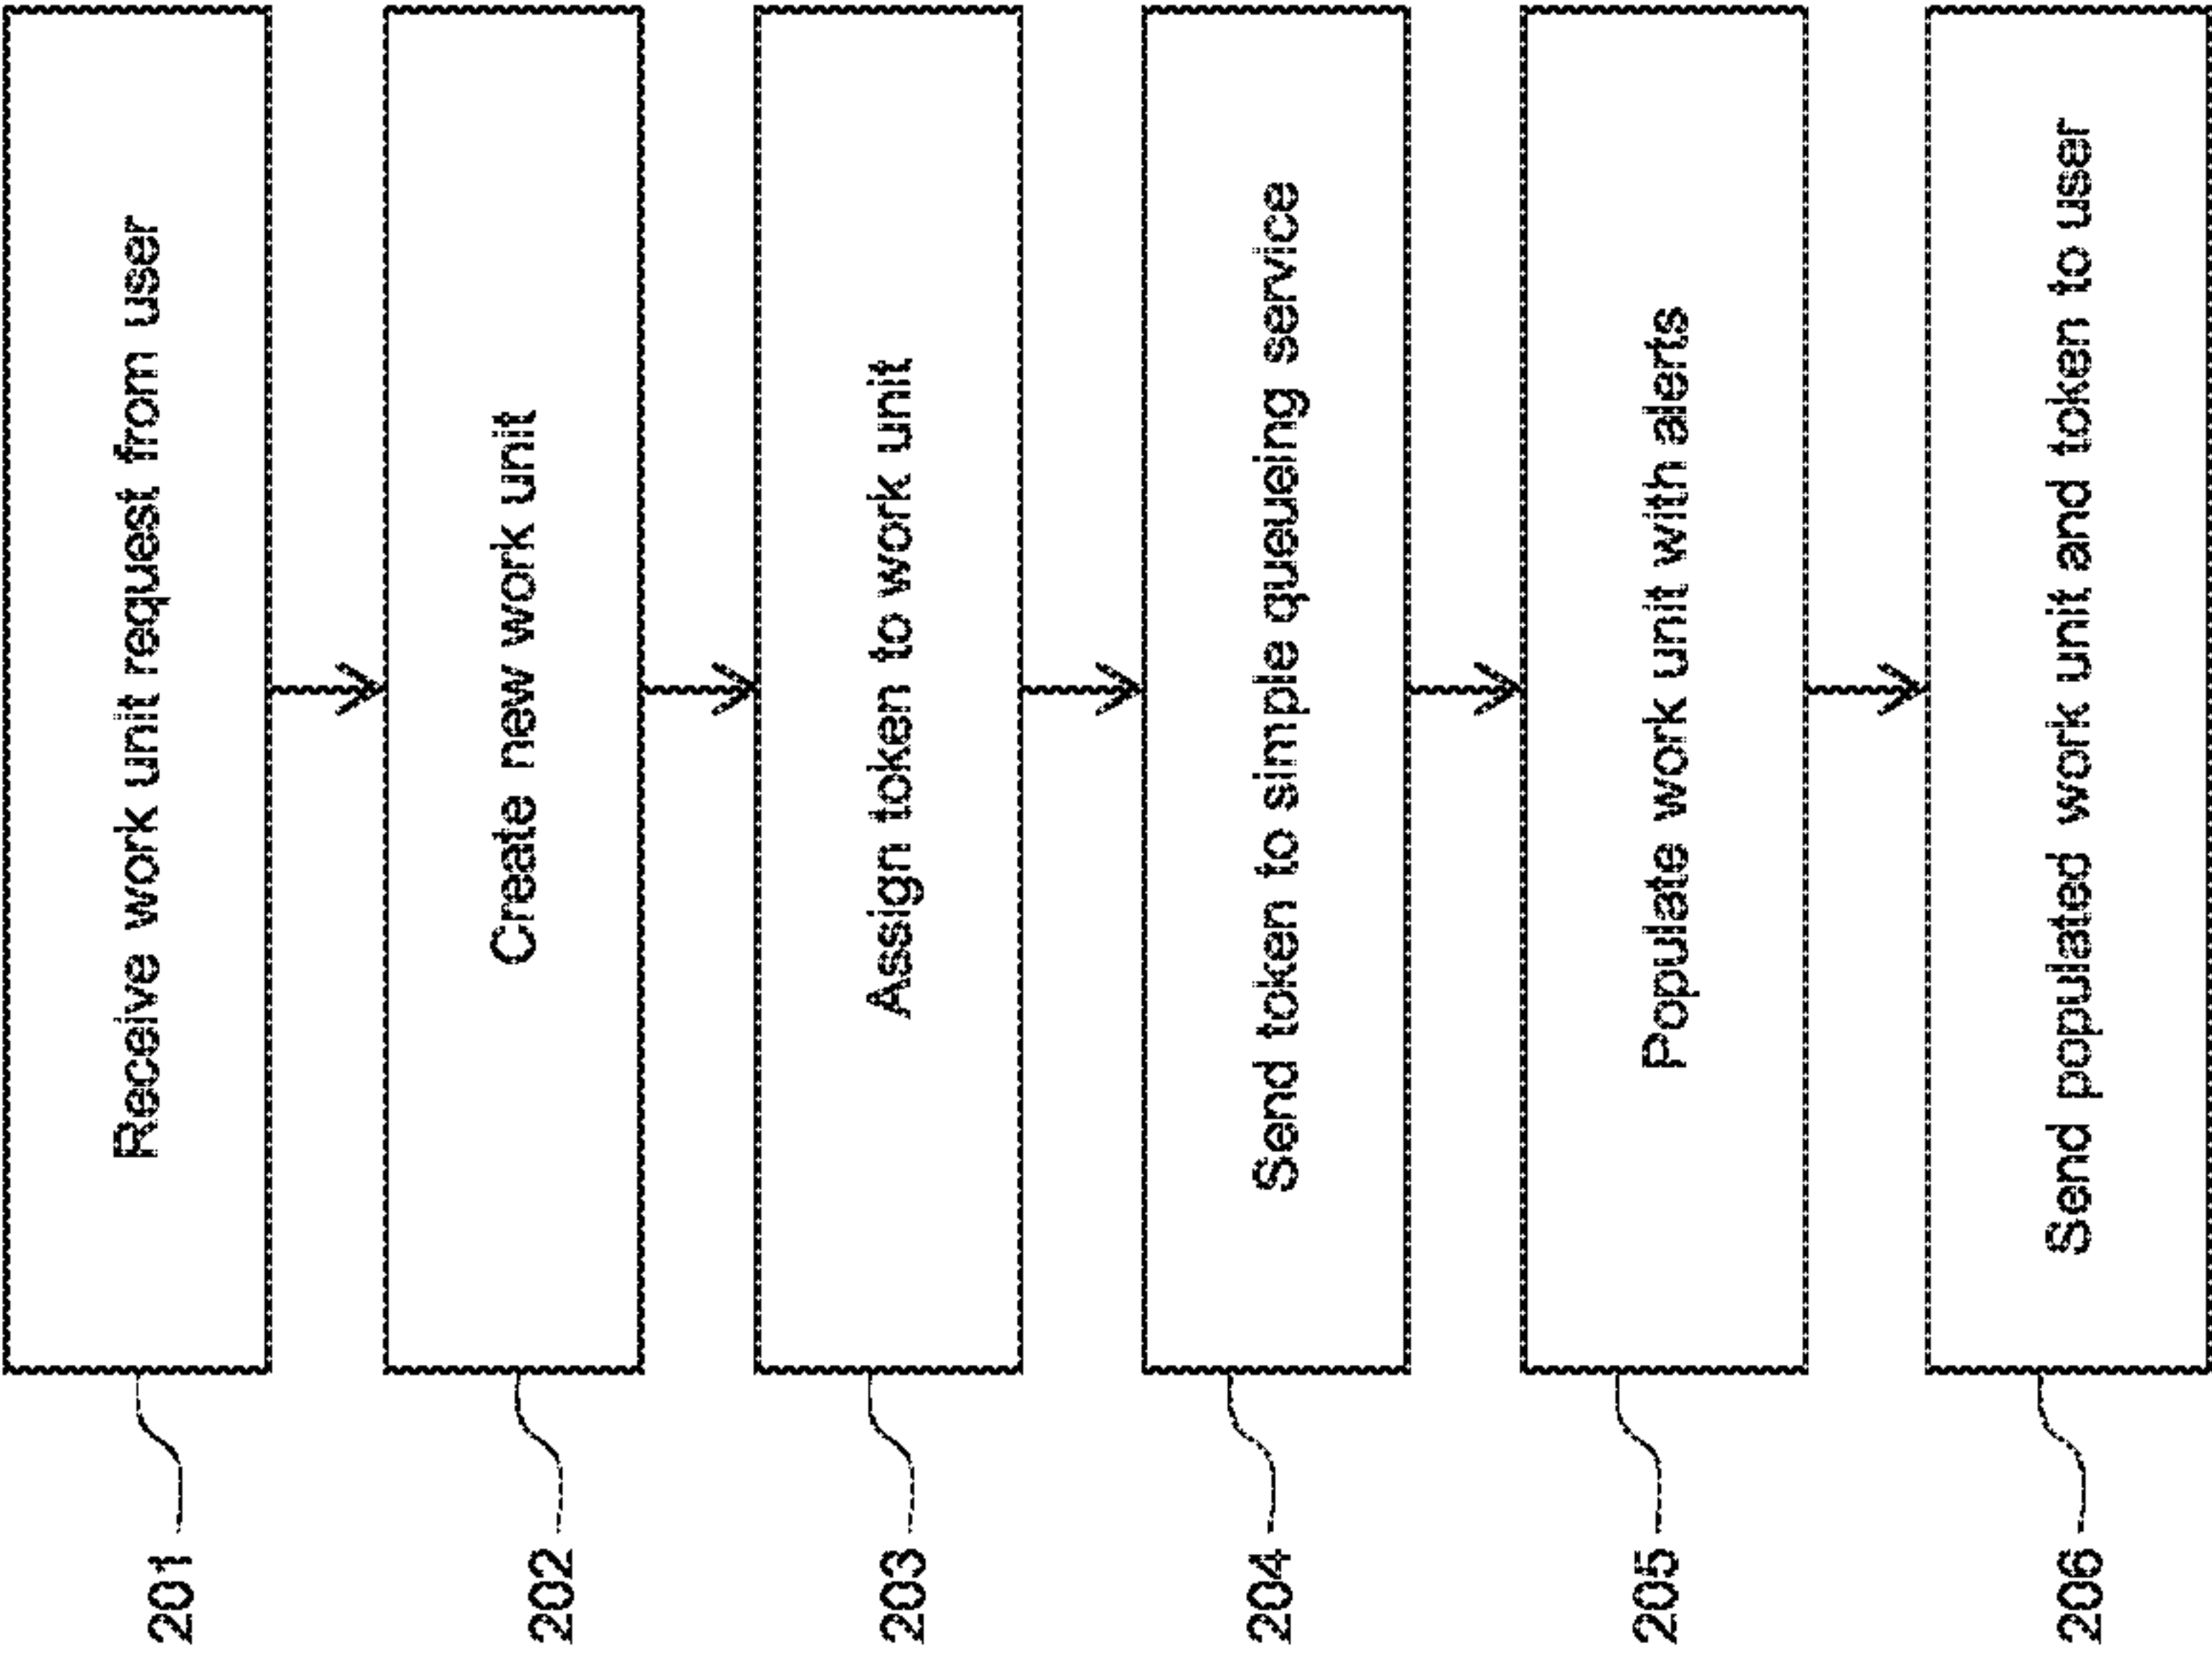 201
Receive work unit request from user
202
Create new work unit
203
Assign token to work unit
204
Send token to simple queueing service
205
Populate work unit with alerts
206
Send populated work unit and token to user